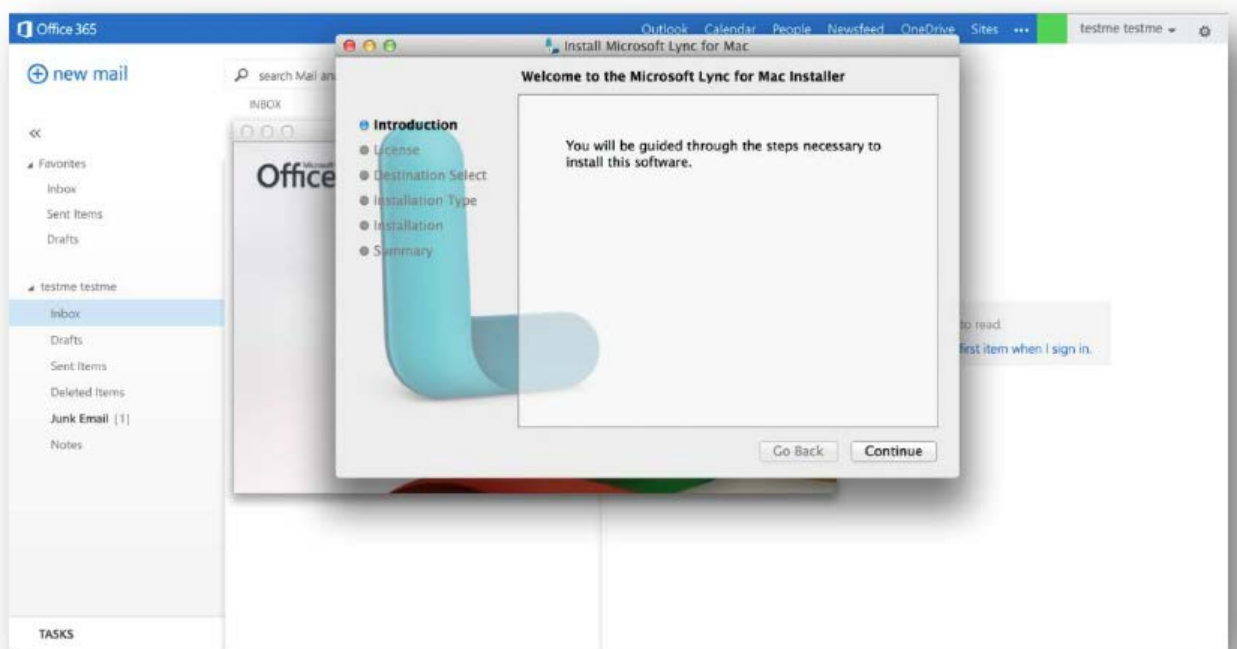 Office 365
Outlook Calendar People Newsfeed OneDrive Sites ••• testme testme
new mail
search Mail an
INBOX
«
Favorites
Inbox
Sent Items
Drafts
testme testme
Inbox
Drafts
Sent Items
Deleted Items
Junk Email [1]
Notes
TASKS
Microsoft
Office
Install Microsoft Lync for Mac
Welcome to the Microsoft Lync for Mac Installer
Introduction
License
Destination Select
Installation Type
Installation
Summary
You will be guided through the steps necessary to
install this software.
Go Back Continue
to read.
first item when I sign in.